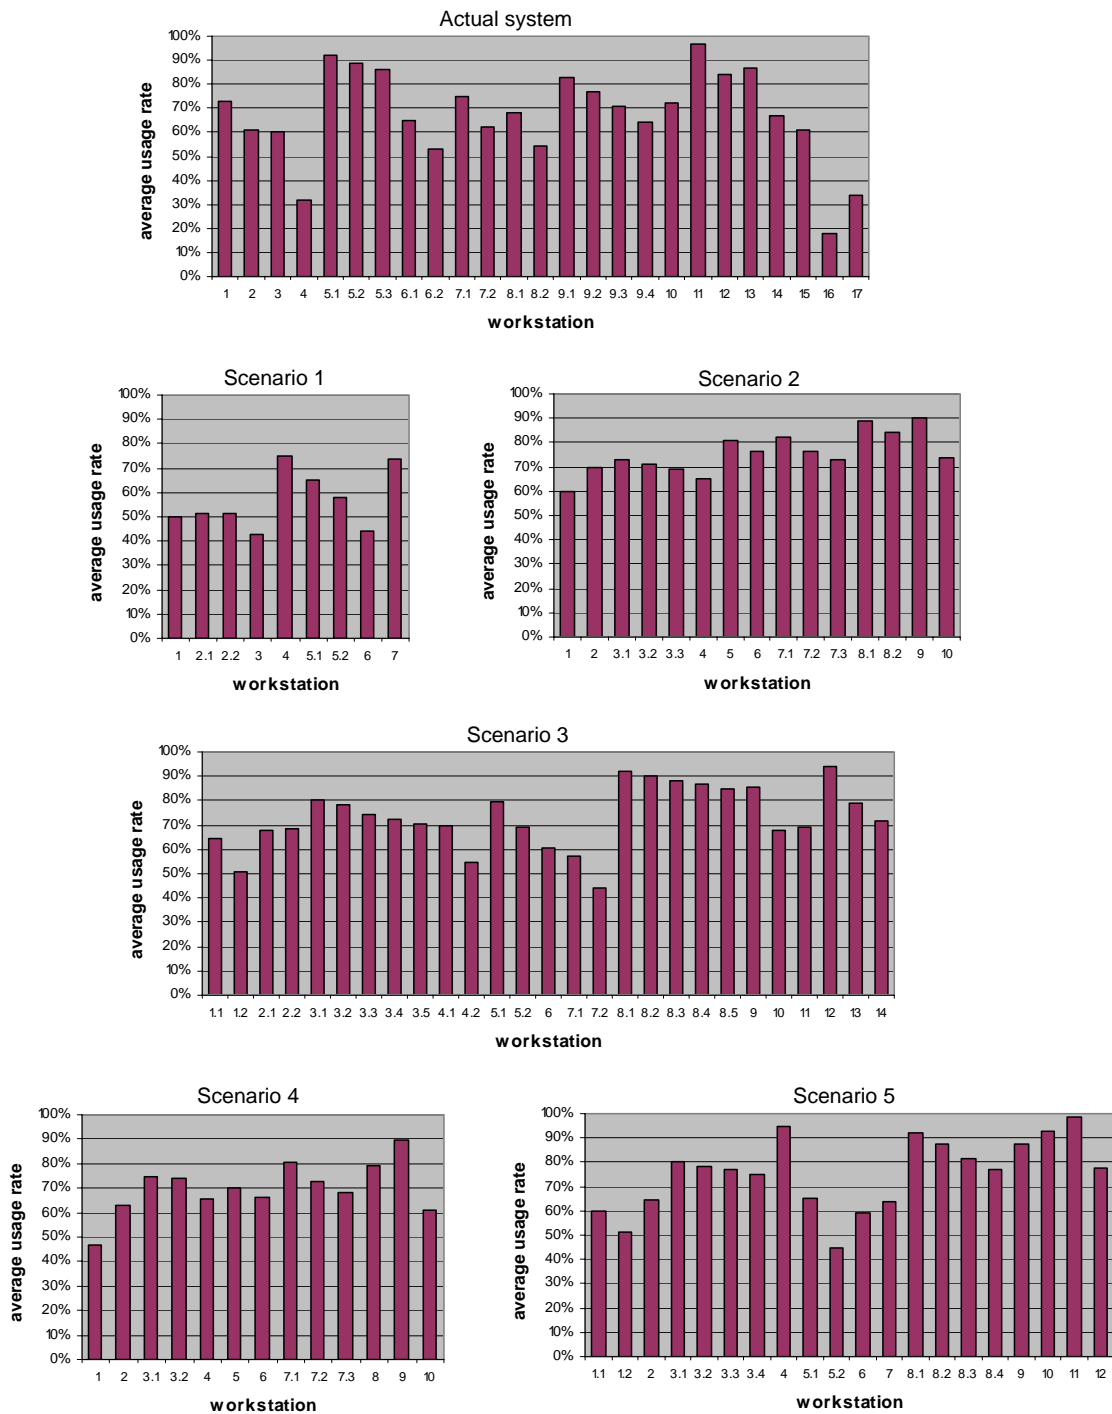 Actual system
100%
90%
80%
70%
60%
50%
40%
30%
20%
10%
0%
average usage rate
1 2 3 4 5.1 5.2 5.3 6.1 6.2 7.1 7.2 8.1 8.2 9.1 9.2 9.3 9.4 10 11 12 13 14 15 16 17
workstation
Scenario 1
100%
90%
80%
70%
60%
50%
40%
30%
20%
10%
0%
average usage rate
1 2.1 2.2 3 4 5.1 5.2 6 7
workstation
Scenario 2
100%
90%
80%
70%
60%
50%
40%
30%
20%
10%
0%
average usage rate
1 2 3.1 3.2 3.3 4 5 6 7.1 7.2 7.3 8.1 8.2 9 10
workstation
Scenario 3
100%
90%
80%
70%
60%
50%
40%
30%
20%
10%
0%
average usage rate
1.1 1.2 2.1 2.2 3.1 3.2 3.3 3.4 3.5 4.1 4.2 5.1 5.2 6 7.1 7.2 8.1 8.2 8.3 8.4 8.5 9 10 11 12 13 14
workstation
Scenario 4
100%
90%
80%
70%
60%
50%
40%
30%
20%
10%
0%
average usage rate
1 2 3.1 3.2 4 5 6 7.1 7.2 7.3 8 9 10
workstation
Scenario 5
100%
90%
80%
70%
60%
50%
40%
30%
20%
10%
0%
average usage rate
1.1 1.2 2 3.1 3.2 3.3 3.4 4 5.1 5.2 6 7 8.1 8.2 8.3 8.4 9 10 11 12
workstation